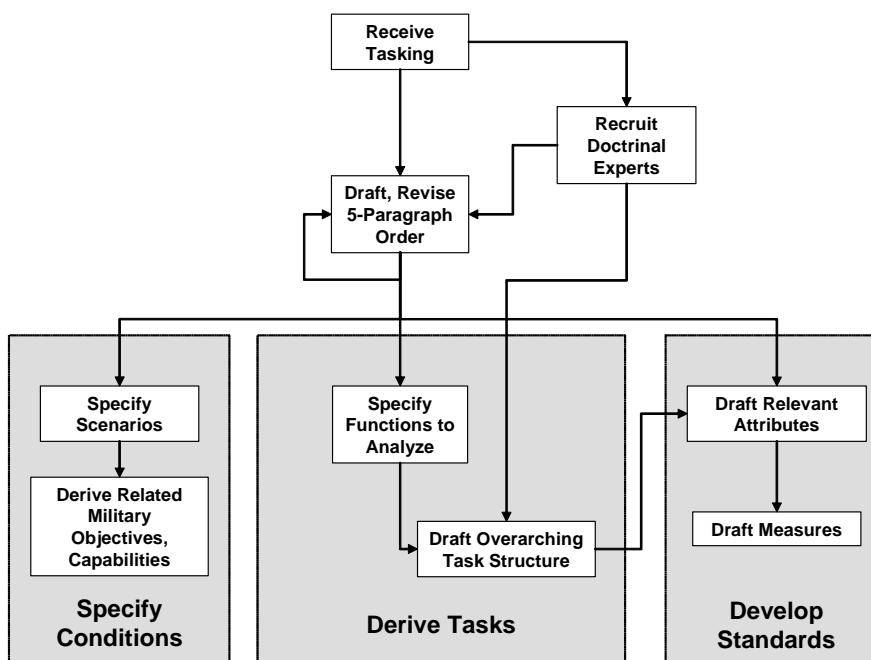 Receive
Tasking
Recruit
Doctrinal
Experts
Draft, Revise
5-Paragraph
Order
Specify
Scenarios
Derive Related
Military
Objectives,
Capabilities
Specify
Conditions
Specify
Functions to
Analyze
Draft Overarching
Task Structure
Derive Tasks
Draft Relevant
Attributes
Draft Measures
Develop
Standards